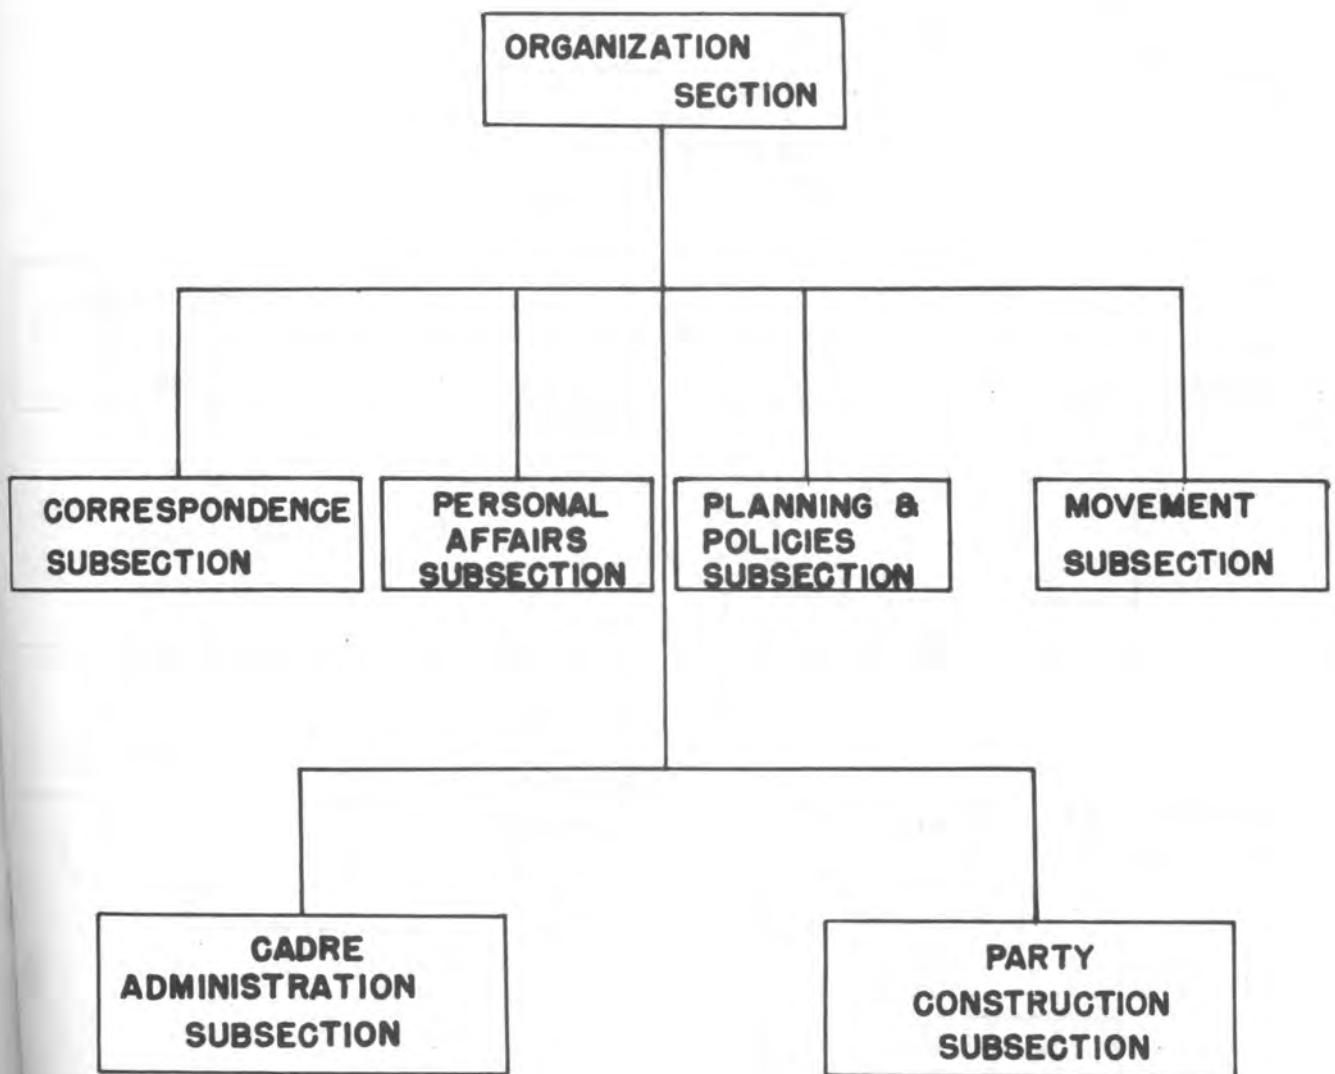 ORGANIZATION
SECTION
CORRESPONDENCE
SUBSECTION
PERSONAL
AFFAIRS
SUBSECTION
PLANNING &
POLICIES
SUBSECTION
MOVEMENT
SUBSECTION
CADRE
ADMINISTRATION
SUBSECTION
PARTY
CONSTRUCTION
SUBSECTION